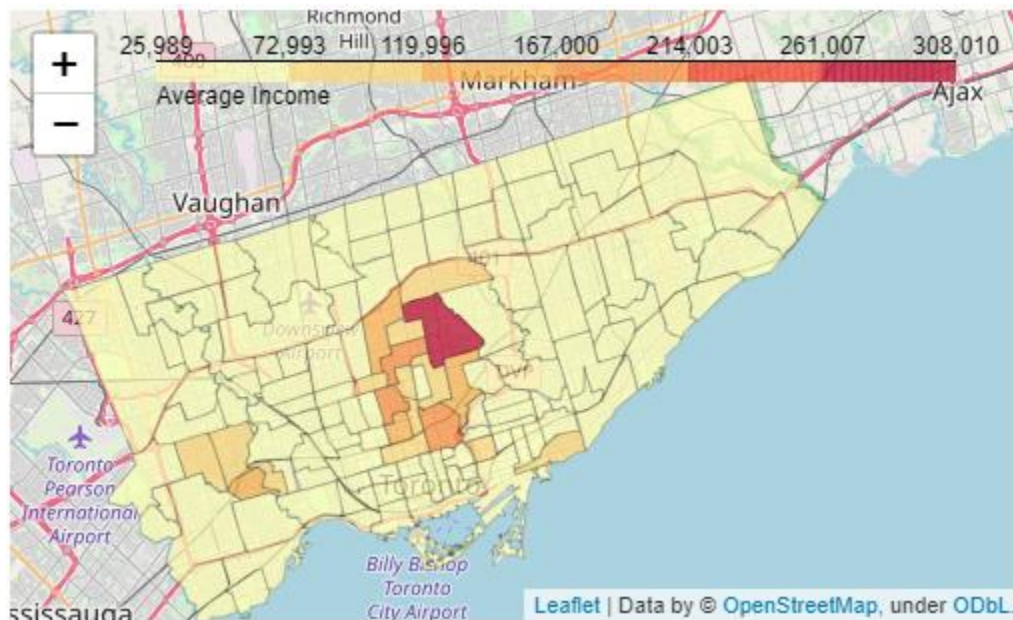 Richmond
Hill
+
−
25,989 72,993 119,996 167,000 214,003 261,007 308,010
Average Income
Markham
Ajax
Vaughan
401
427
Downsview
Airport
DVP
Toronto
Pearson
International
Airport
Toronto
Billy Bishop
Toronto
City Airport
ssissauga
Leaflet | Data by © OpenStreetMap, under ODbL.